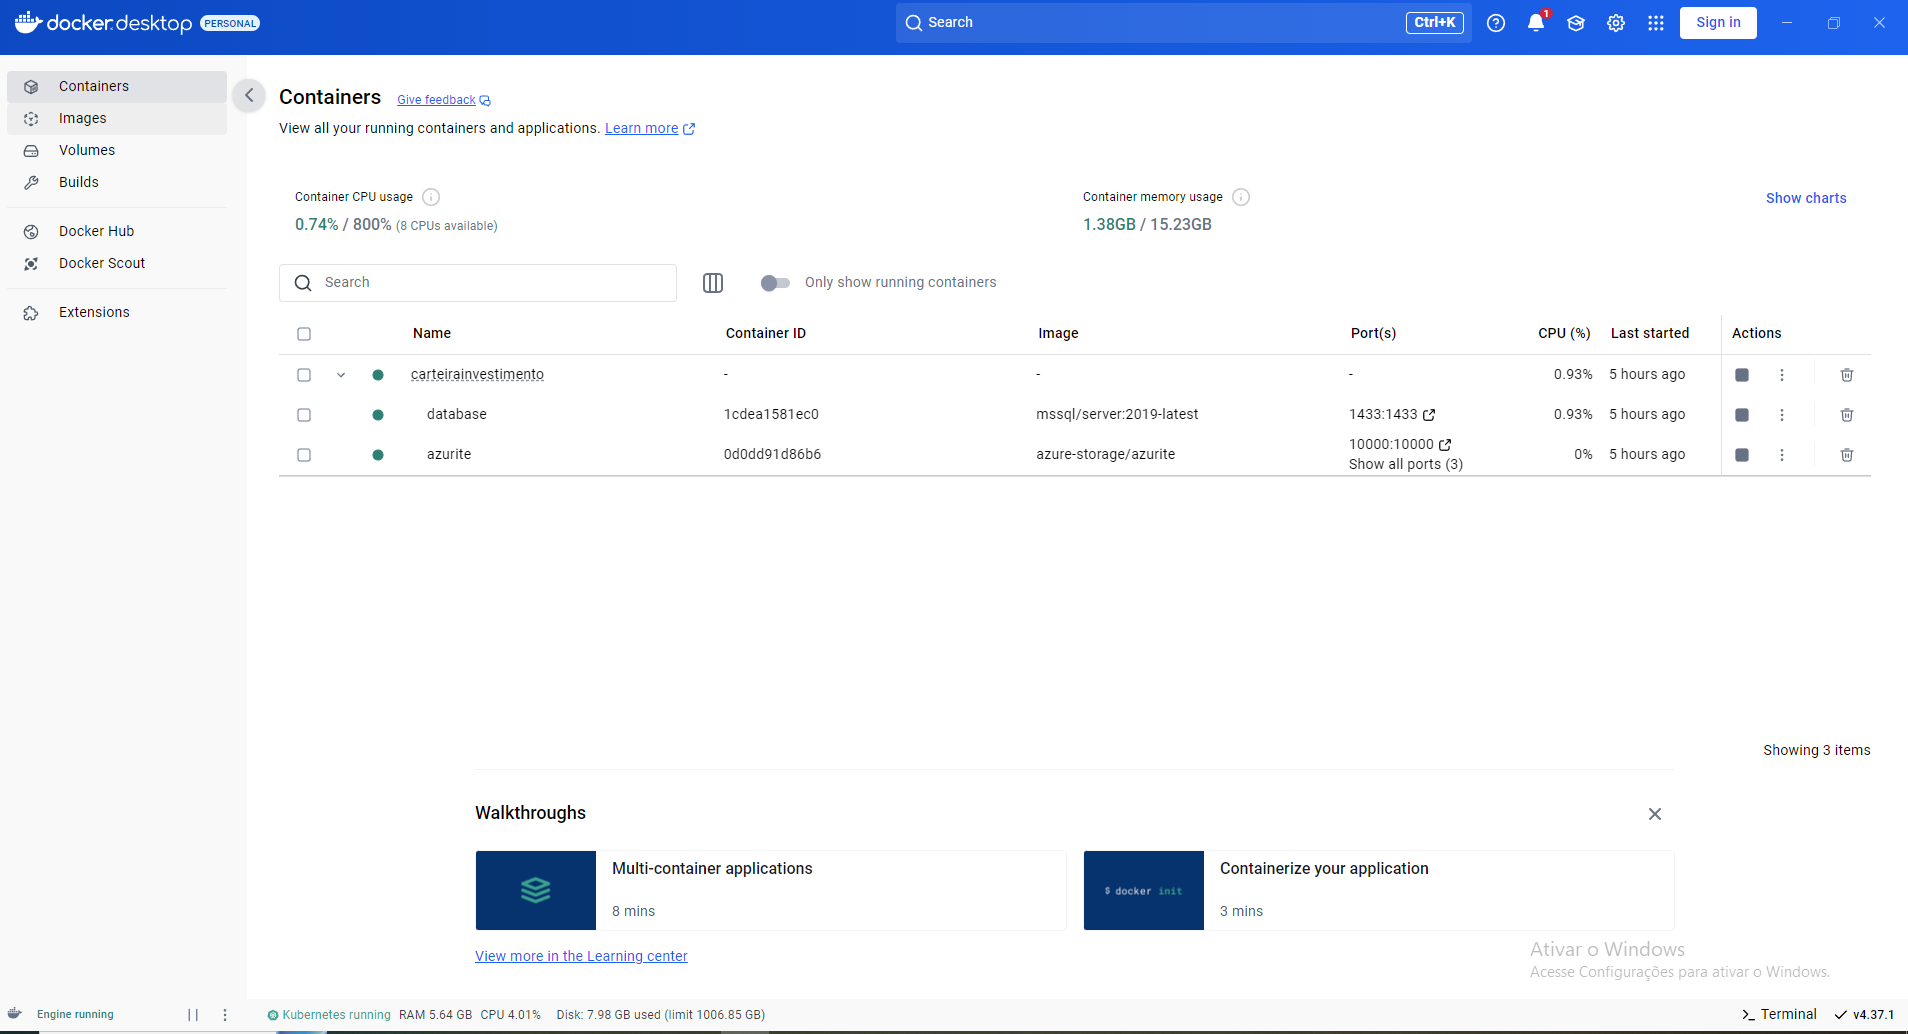 docker.desktop PERSONAL
Search
Ctrl+K
1
Sign in
Containers
Images
Volumes
Builds
Docker Hub
Docker Scout
Extensions
Containers Give feedback
View all your running containers and applications. Learn more
Container CPU usage
0.74% / 800% (8 CPUs available)
Container memory usage
1.38GB / 15.23GB
Show charts
Search
Only show running containers
Name Container ID Image Port(s) CPU (%) Last started Actions
carteirainvestimento - - - 0.93% 5 hours ago
database 1cdea1581ec0 mssql/server:2019-latest 1433:1433 0.93% 5 hours ago
azurite 0d0dd91d86b6 azure-storage/azurite 10000:10000 0% 5 hours ago
Show all ports (3)
Showing 3 items
Walkthroughs
Multi-container applications
8 mins
$ docker init
Containerize your application
3 mins
View more in the Learning center
Ativar o Windows
Acesse Configurações para ativar o Windows.
Engine running
Kubernetes running RAM 5.64 GB CPU 4.01% Disk: 7.98 GB used (limit 1006.85 GB)
Terminal v4.37.1